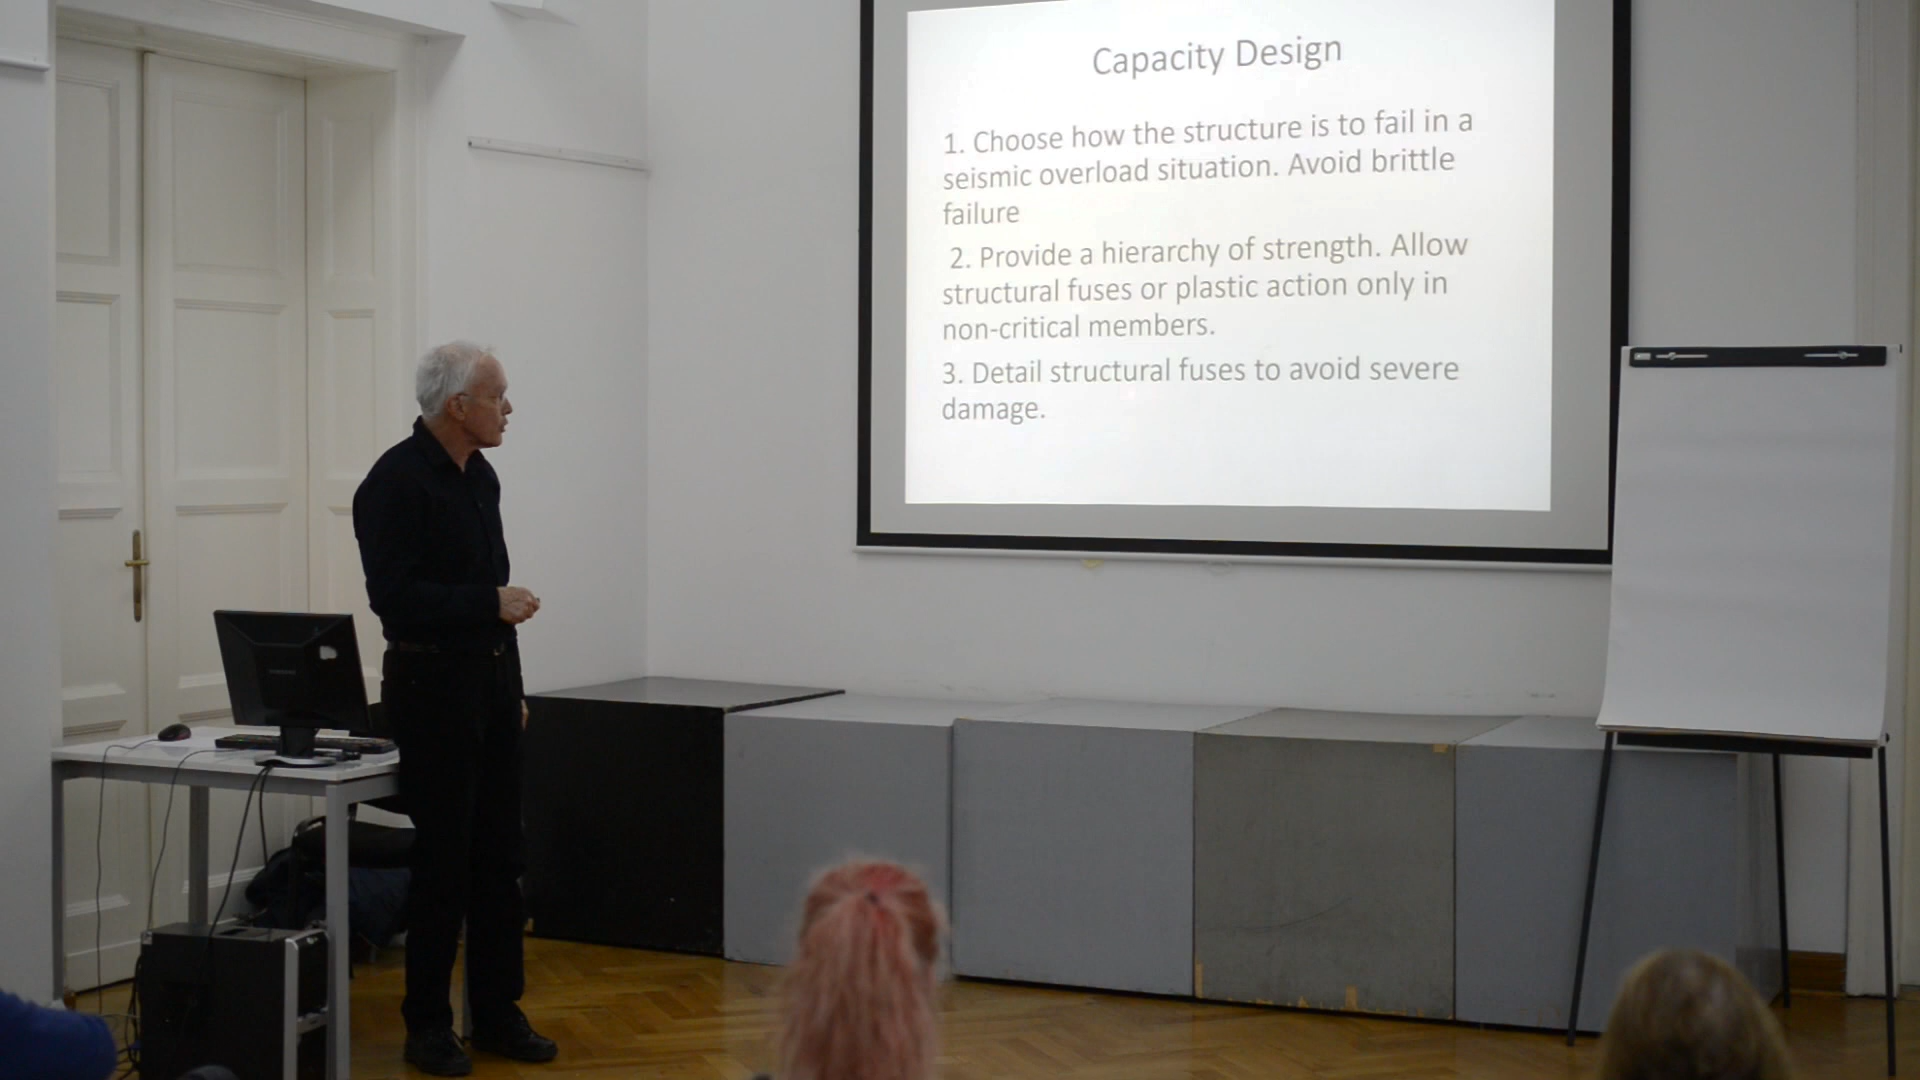 Capacity Design
1. Choose how the structure is to fail in a
seismic overload situation. Avoid brittle
failure
2. Provide a hierarchy of strength. Allow
structural fuses or plastic action only in
non-critical members.
3. Detail structural fuses to avoid severe
damage.